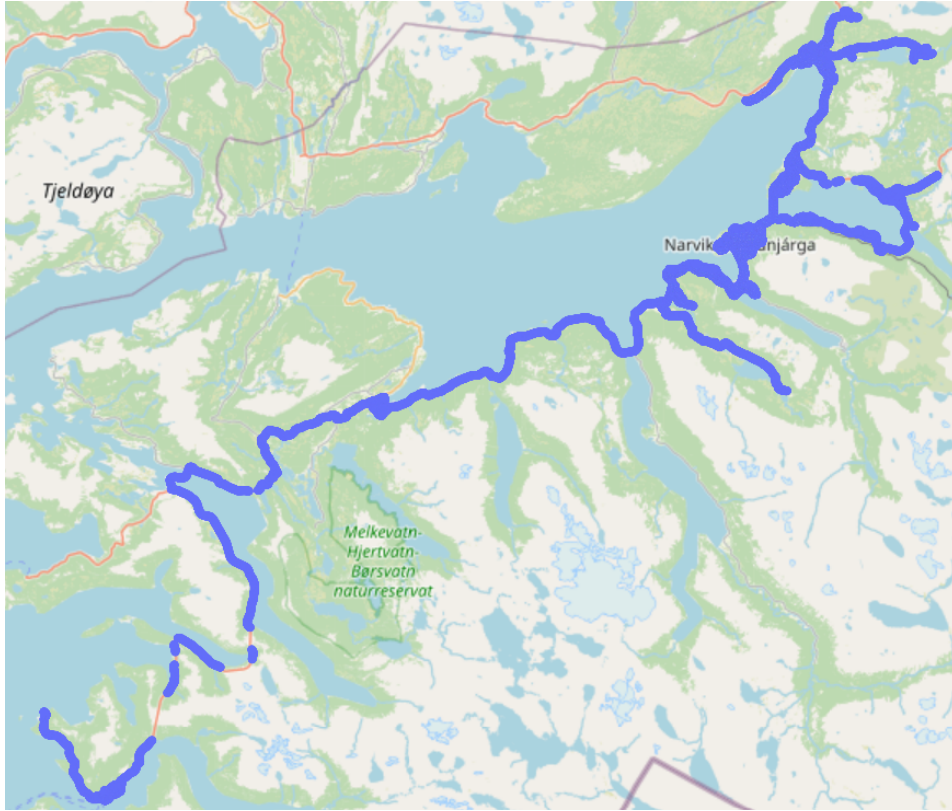 Tjeldøya
Narvik
Melkevatn-
Hjertvatn-
Børsvatn
naturreservat